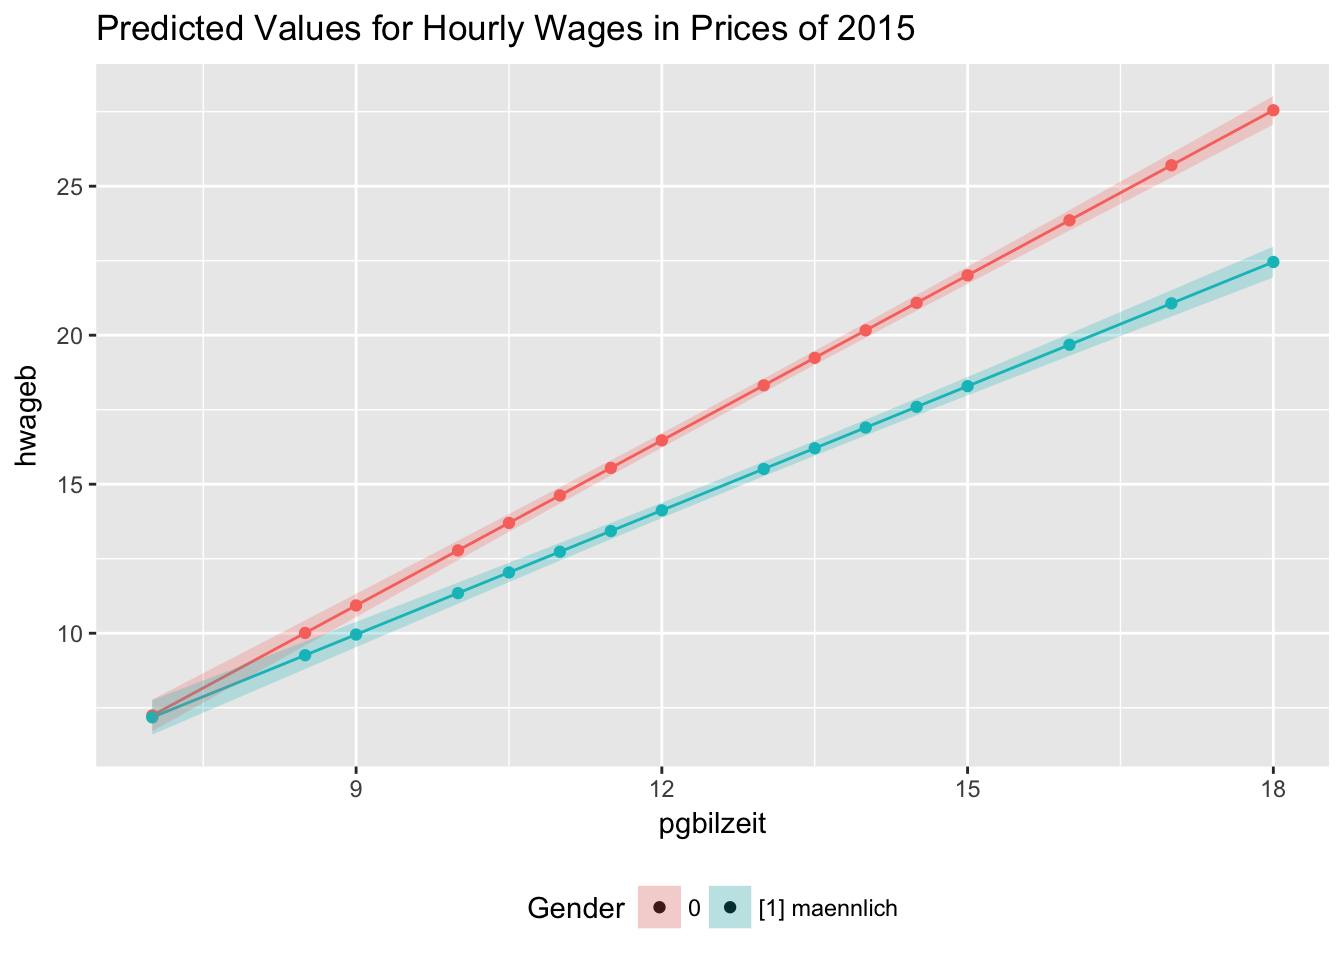 Predicted Values for Hourly Wages in Prices of 2015
hwageb
25
20
15
10
9 12 15 18
pgbilzeit
Gender 0 [1] maennlich